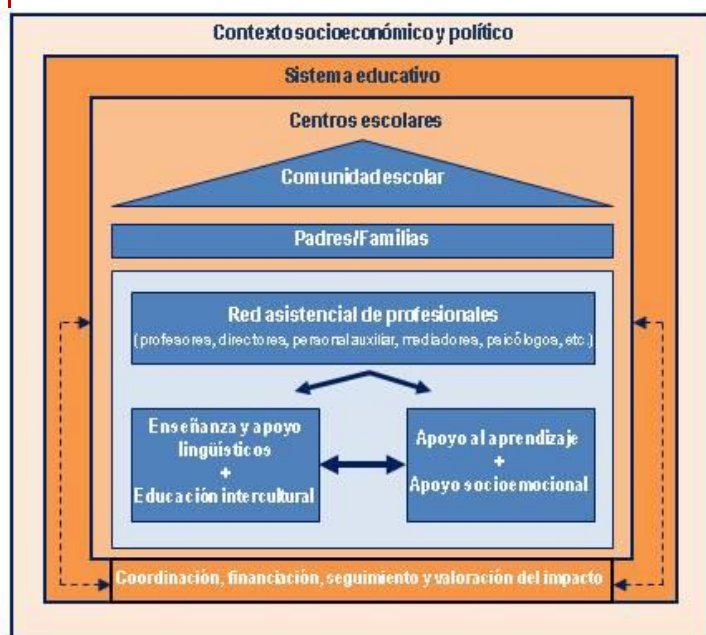 Contexto socioeconómico y político
Sistema educativo
Centros escolares
Comunidad escolar
Padres/Familias
Red asistencial de profesionales
(profesores, directores, personal auxiliar, mediadores, psicólogos, etc.)
Enseñanza y apoyo
lingüísticos
+
Educación intercultural
Apoyo al aprendizaje
+
Apoyo socioemocional
Coordinación, financiación, seguimiento y valoración del impacto